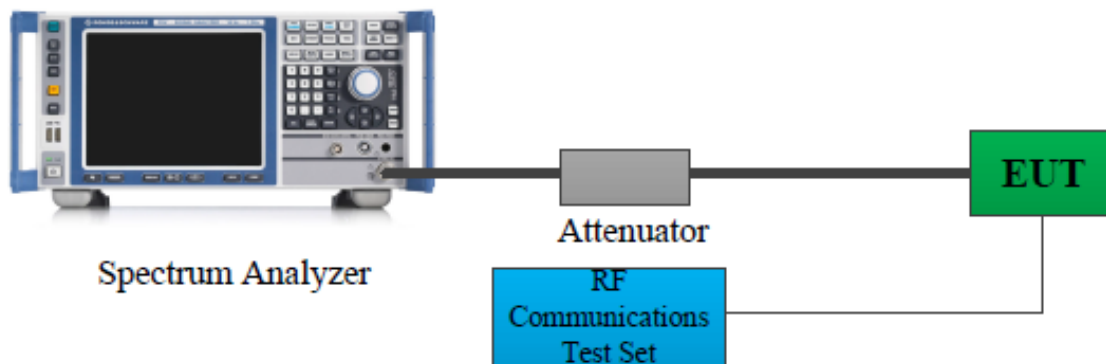 EUT
Attenuator
Spectrum Analyzer
RF
Communications
Test Set